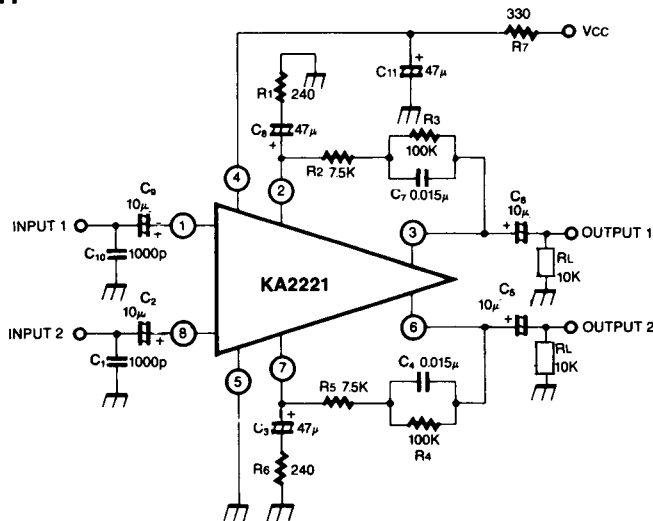 330
R7
VCC
C11
+
47μ
R1
240
C8
47μ
+
R3
100K
R2 7.5K
C7 0.015μ
4
2
C9
10μ
+
1
INPUT 1
C10
1000p
3
C6
10μ
+
OUTPUT 1
RL
10K
KA2221
C2
10μ
+
8
INPUT 2
C1
1000p
6
C5
10μ
+
OUTPUT 2
RL
10K
5
7
C4 0.015μ
R5 7.5K
100K
R4
C3
+
47μ
R6
240